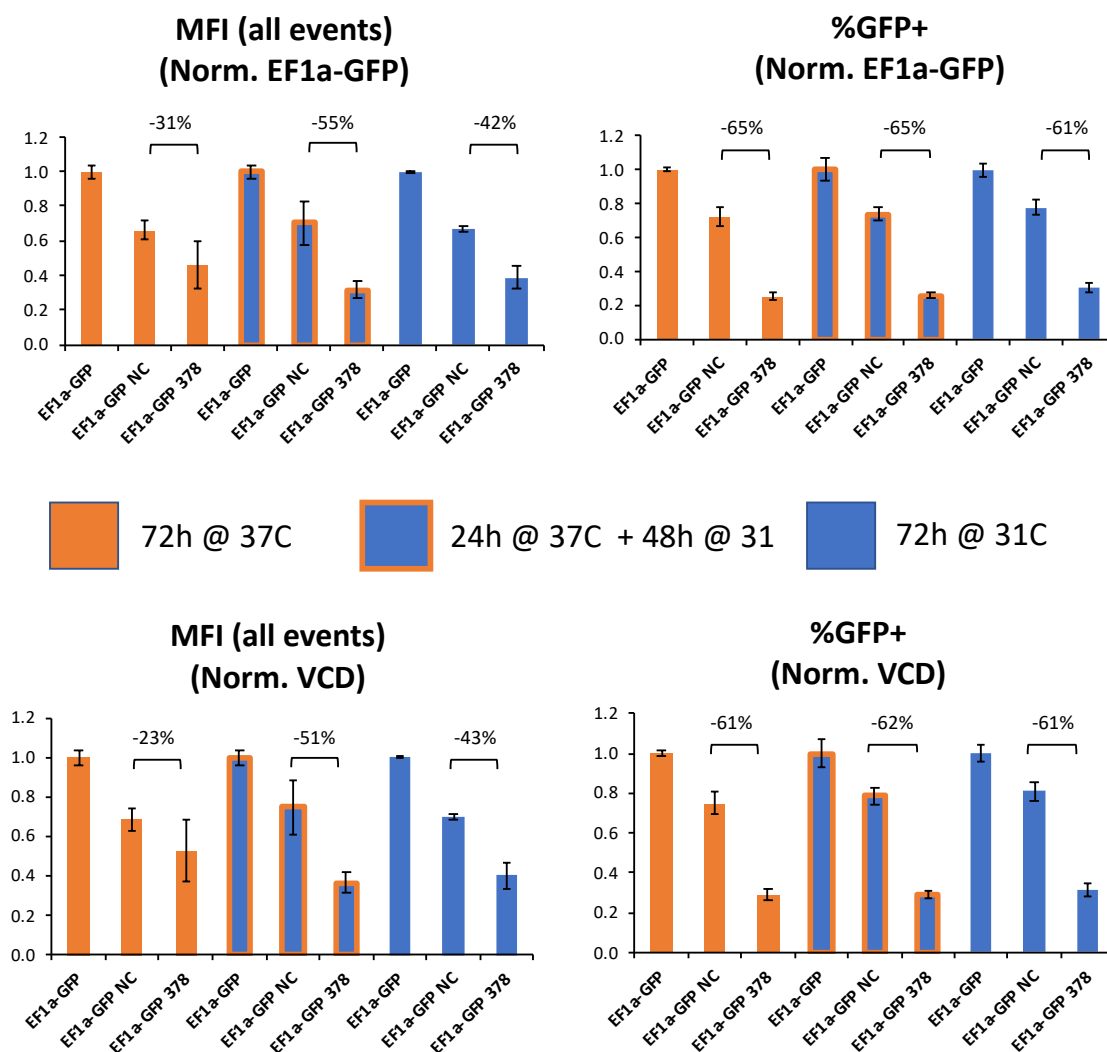 MFI (all events)
(Norm. EF1a-GFP)
-31%
-55%
-42%
1.2
1.0
0.8
0.6
0.4
0.2
0.0
EF1a-GFP
EF1a-GFP NC
EF1a-GFP 378
EF1a-GFP
EF1a-GFP NC
EF1a-GFP 378
EF1a-GFP
EF1a-GFP NC
EF1a-GFP 378
%GFP+
(Norm. EF1a-GFP)
-65%
-65%
-61%
1.2
1.0
0.8
0.6
0.4
0.2
0.0
EF1a-GFP
EF1a-GFP NC
EF1a-GFP 378
EF1a-GFP
EF1a-GFP NC
EF1a-GFP 378
EF1a-GFP
EF1a-GFP NC
EF1a-GFP 378
72h @ 37C
24h @ 37C + 48h @ 31
72h @ 31C
MFI (all events)
(Norm. VCD)
-23%
-51%
-43%
1.2
1.0
0.8
0.6
0.4
0.2
0.0
EF1a-GFP
EF1a-GFP NC
EF1a-GFP 378
EF1a-GFP
EF1a-GFP NC
EF1a-GFP 378
EF1a-GFP
EF1a-GFP NC
EF1a-GFP 378
%GFP+
(Norm. VCD)
-61%
-62%
-61%
1.2
1.0
0.8
0.6
0.4
0.2
0.0
EF1a-GFP
EF1a-GFP NC
EF1a-GFP 378
EF1a-GFP
EF1a-GFP NC
EF1a-GFP 378
EF1a-GFP
EF1a-GFP NC
EF1a-GFP 378